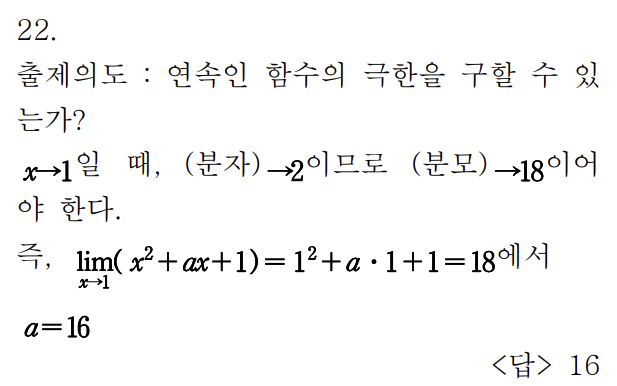 22.
출제의도 : 연속인 함수의 극한을 구할 수 있
는가?
x→1일 때, (분자)→2이므로 (분모)→18이어
야 한다.
즉, lim(x²+ax+1)=1²+a·1+1=18에서
x→1
a=16
<답> 16